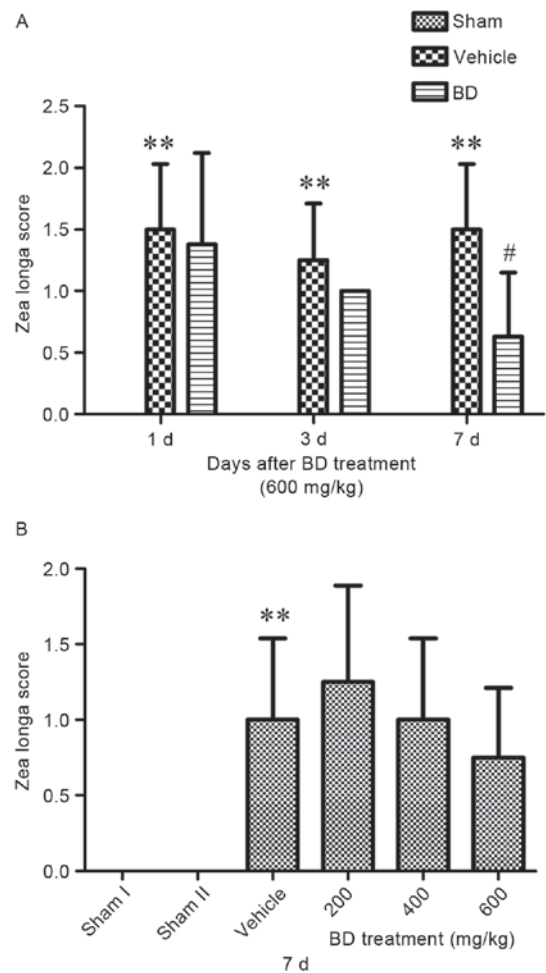 A
Sham
Vehicle
BD
2.5
2.0
1.5
1.0
0.5
0.0
Zea longa score
**
**
**
#
1 d
3 d
7 d
Days after BD treatment
(600 mg/kg)
B
2.0
1.5
1.0
0.5
0.0
Zea longa score
**
Sham I
Sham II
Vehicle
200
400
600
BD treatment (mg/kg)
7 d